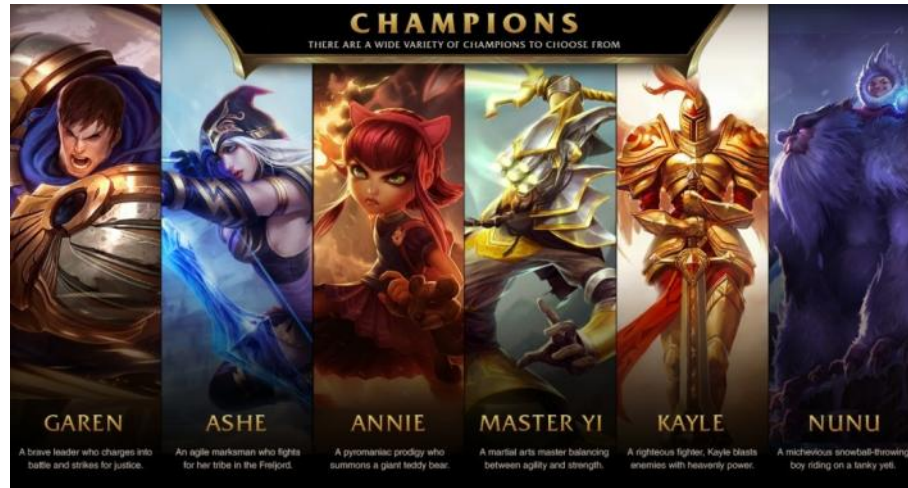 CHAMPIONS
THERE ARE A WIDE VARIETY OF CHAMPIONS TO CHOOSE FROM
GAREN
A brave leader who charges into
battle and strikes for justice.
ASHE
An agile marksman who fights
for her tribe in the Freljord.
ANNIE
A pyromaniac prodigy who
summons a giant teddy bear.
MASTER YI
A martial arts master balancing
between agility and strength.
KAYLE
A righteous fighter, Kayle blasts
enemies with heavenly power.
NUNU
A michevious snowball-throwing
boy riding on a tanky yeti.